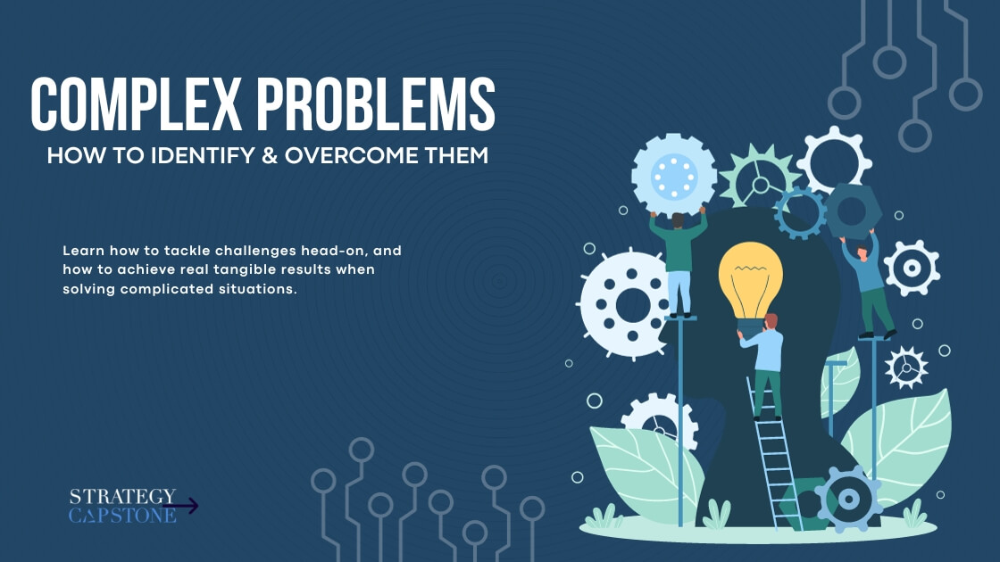 COMPLEX PROBLEMS
HOW TO IDENTIFY & OVERCOME THEM
Learn how to tackle challenges head-on, and
how to achieve real tangible results when
solving complicated situations.
STRATEGY
CAPSTONE